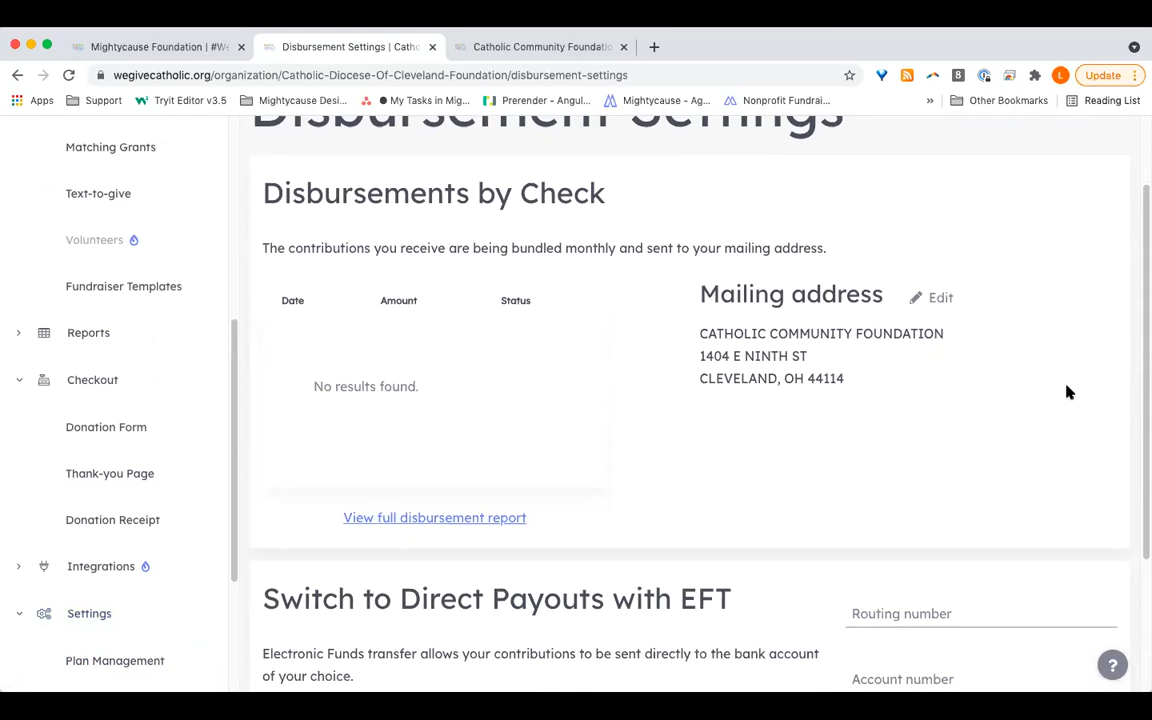 Mightycause Foundation | #We
Disbursement Settings | Catho
Catholic Community Foundatio
wegivecatholic.org/organization/Catholic-Diocese-Of-Cleveland-Foundation/disbursement-settings
8
L
Update
Apps
Support
Tryit Editor v3.5
Mightycause Desi...
● My Tasks in Mig...
Prerender - Angul...
Mightycause - Ag...
Nonprofit Fundrai...
»
Other Bookmarks
Reading List
Disbursement Settings
Matching Grants
Text-to-give
Volunteers
Fundraiser Templates
Reports
Checkout
Donation Form
Thank-you Page
Donation Receipt
Integrations
Settings
Plan Management
Disbursements by Check
The contributions you receive are being bundled monthly and sent to your mailing address.
Date Amount Status
No results found.
View full disbursement report
Mailing address Edit
CATHOLIC COMMUNITY FOUNDATION
1404 E NINTH ST
CLEVELAND, OH 44114
Switch to Direct Payouts with EFT
Electronic Funds transfer allows your contributions to be sent directly to the bank account
of your choice.
Routing number
Account number
?